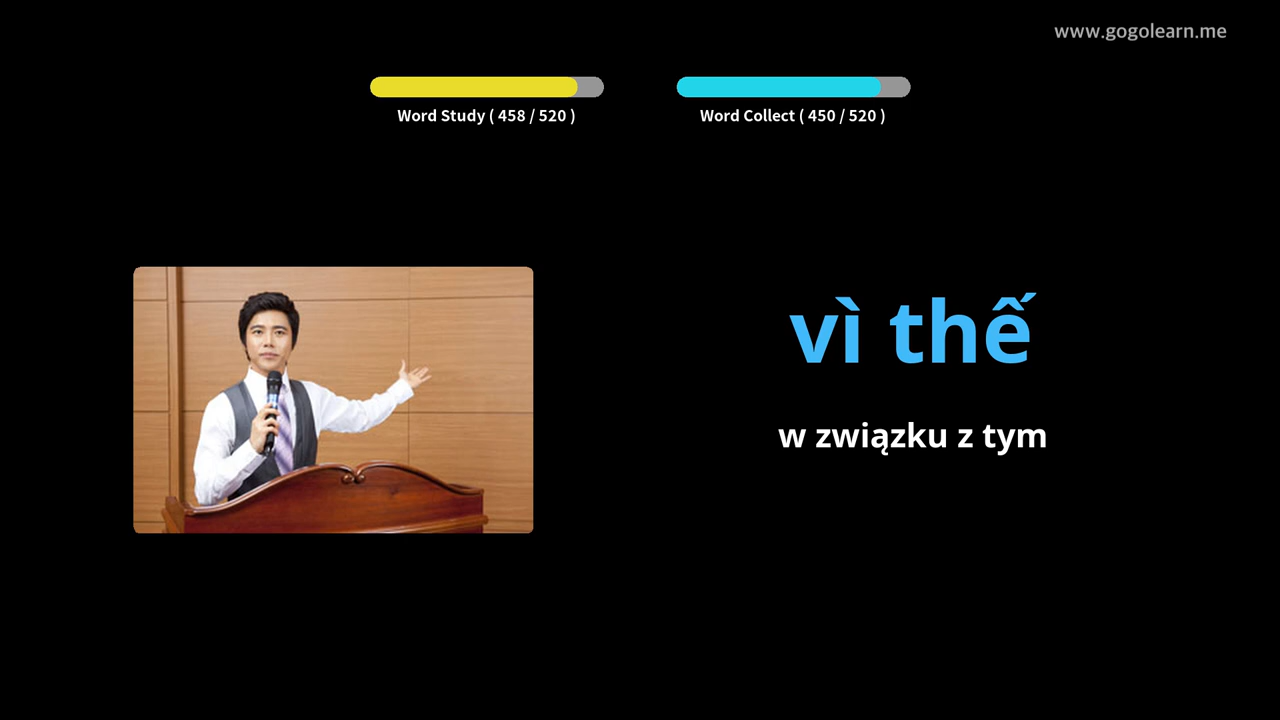 www.gogolearn.me
Word Study ( 458 / 520 )
Word Collect ( 450 / 520 )
vì thế
w związku z tym